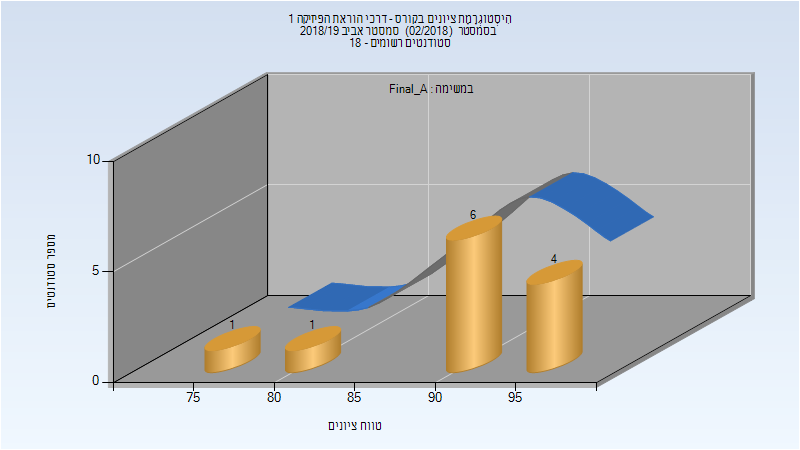 היסטוגרמת ציונים בקורס - דרכי הוראת הפיזיקה 1
בסמסטר (02/2018) סמסטר אביב 2018/19
סטודנטים רשומים - 18
במשימה : Final_A
10
5
0
מספר סטודנטים
1
1
6
4
75
80
85
90
95
טווח ציונים